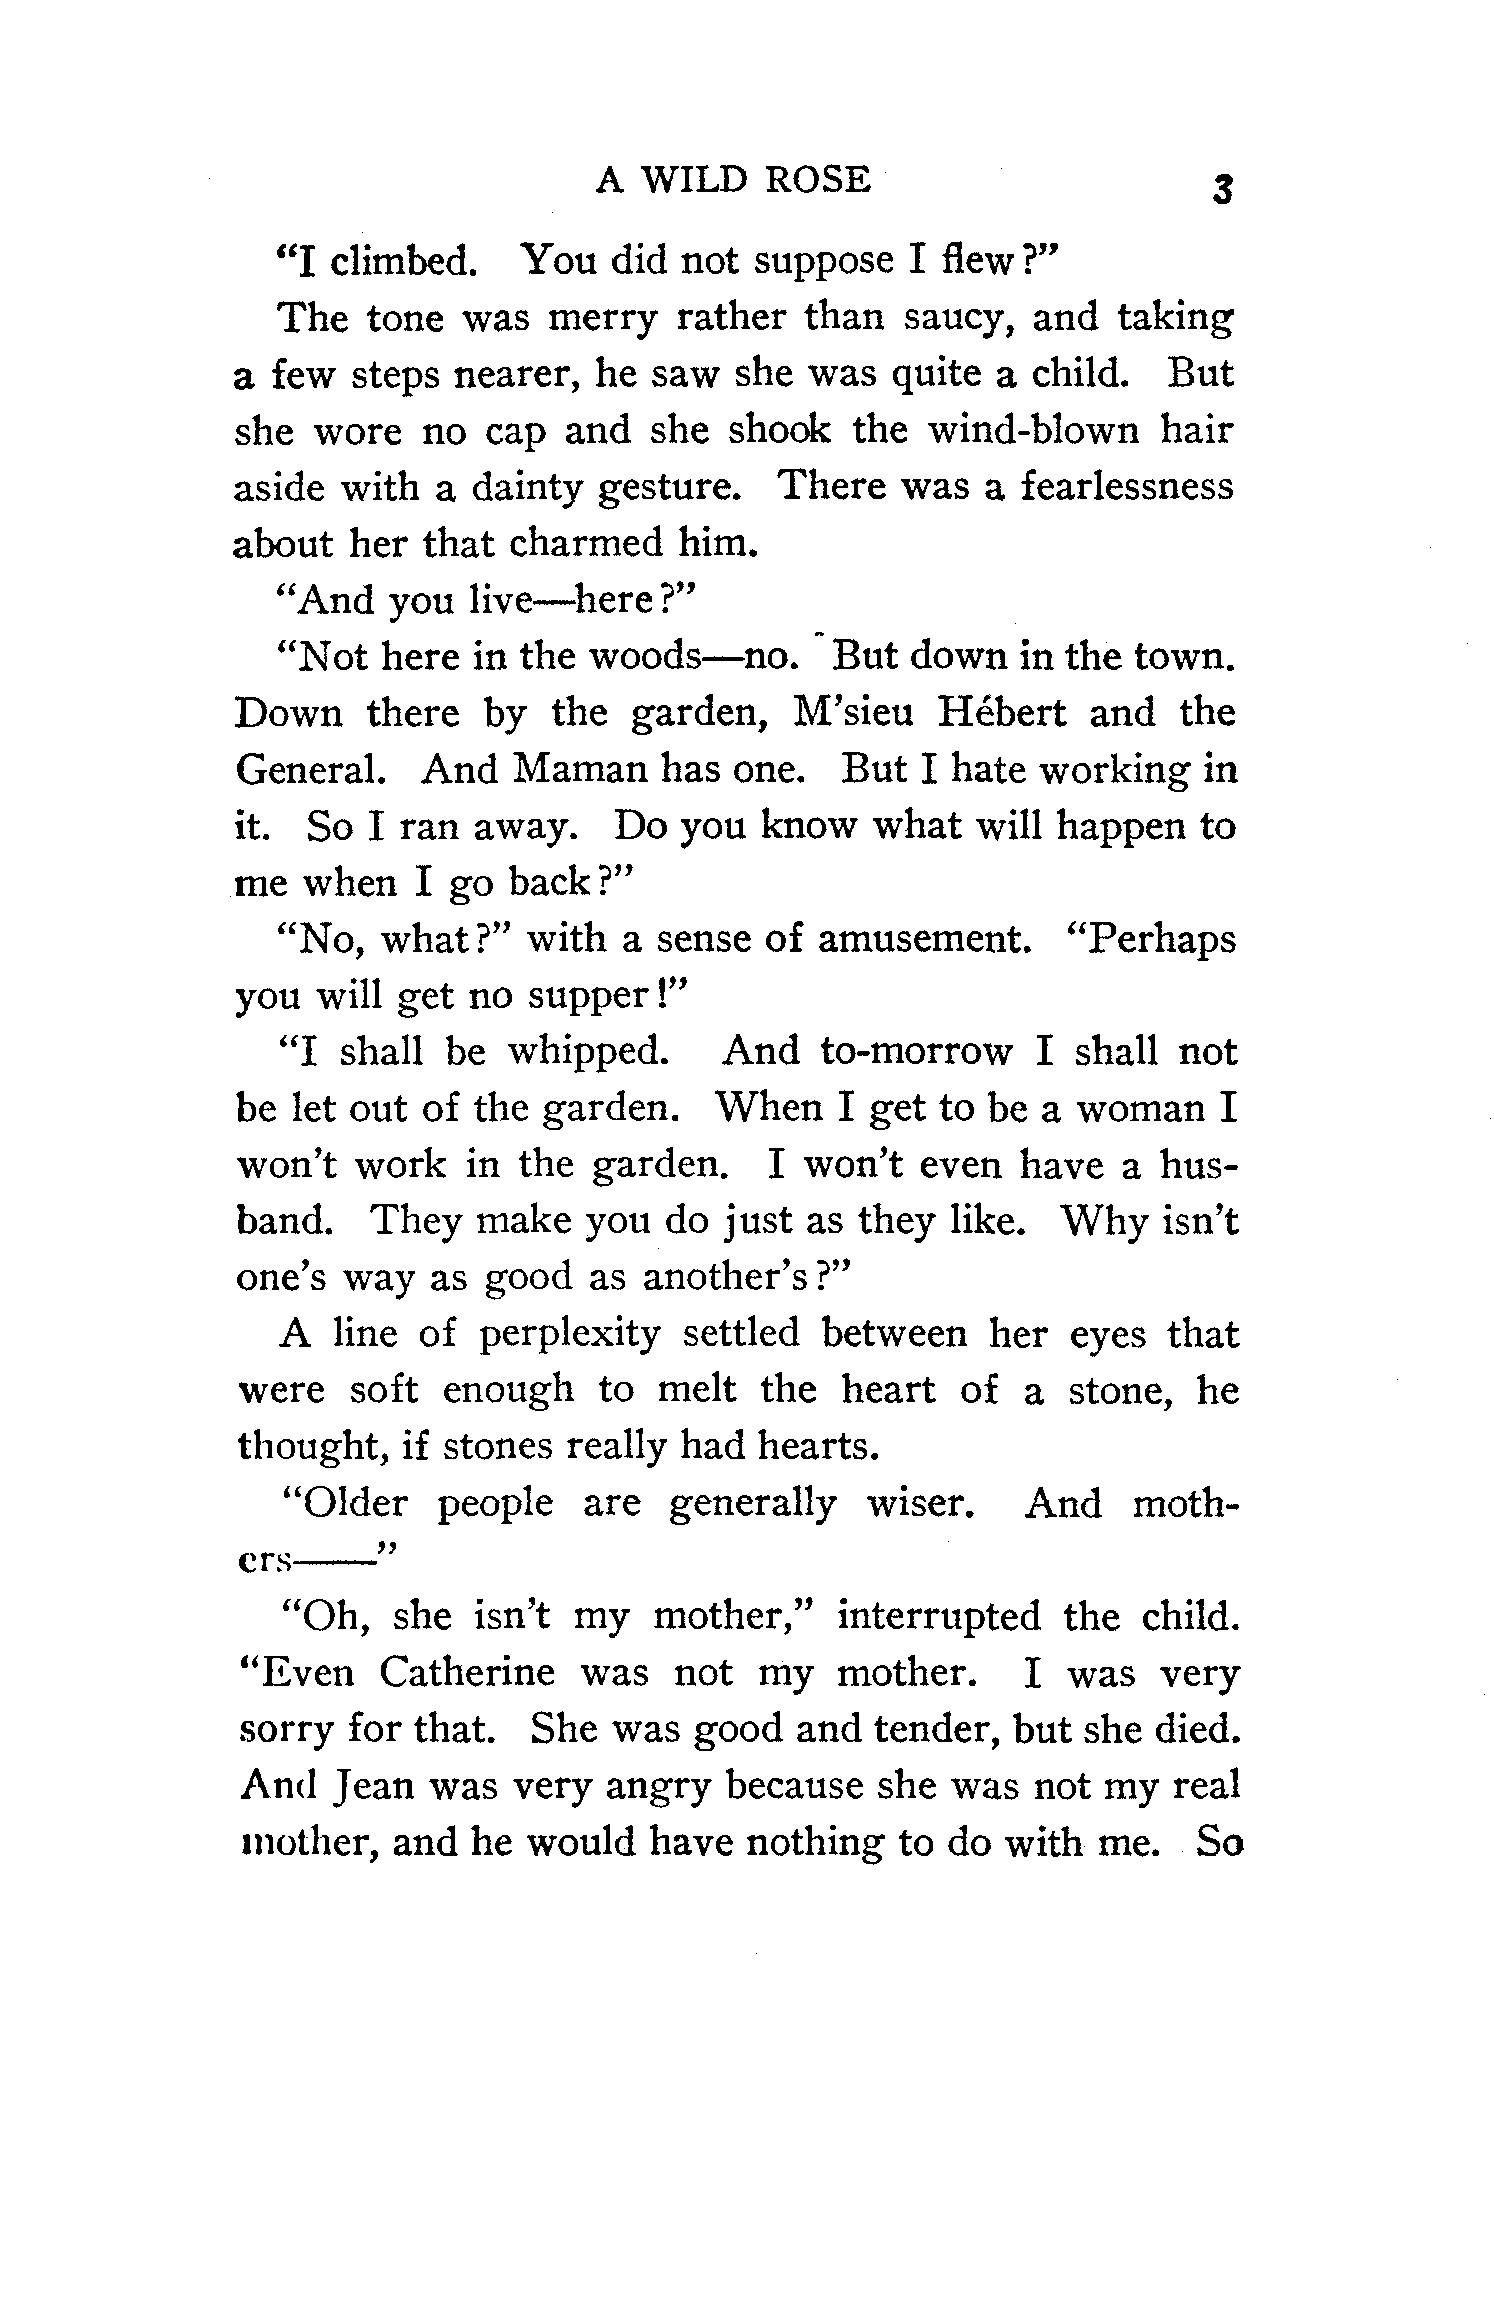 A WILD ROSE 3
“I climbed. You did not suppose I flew?”
The tone was merry rather than saucy, and taking
a few steps nearer, he saw she was quite a child. But
she wore no cap and she shook the wind-blown hair
aside with a dainty gesture. There was a fearlessness
about her that charmed him.
“And you live—here?”
“Not here in the woods—no. But down in the town.
Down there by the garden, M’sieu Hébert and the
General. And Maman has one. But I hate working in
it. So I ran away. Do you know what will happen to
me when I go back?”
“No, what?” with a sense of amusement. “Perhaps
you will get no supper!”
“I shall be whipped. And to-morrow I shall not
be let out of the garden. When I get to be a woman I
won’t work in the garden. I won’t even have a hus-
band. They make you do just as they like. Why isn’t
one’s way as good as another’s?”
A line of perplexity settled between her eyes that
were soft enough to melt the heart of a stone, he
thought, if stones really had hearts.
“Older people are generally wiser. And moth-
ers——”
“Oh, she isn’t my mother,” interrupted the child.
“Even Catherine was not my mother. I was very
sorry for that. She was good and tender, but she died.
And Jean was very angry because she was not my real
mother, and he would have nothing to do with me. So